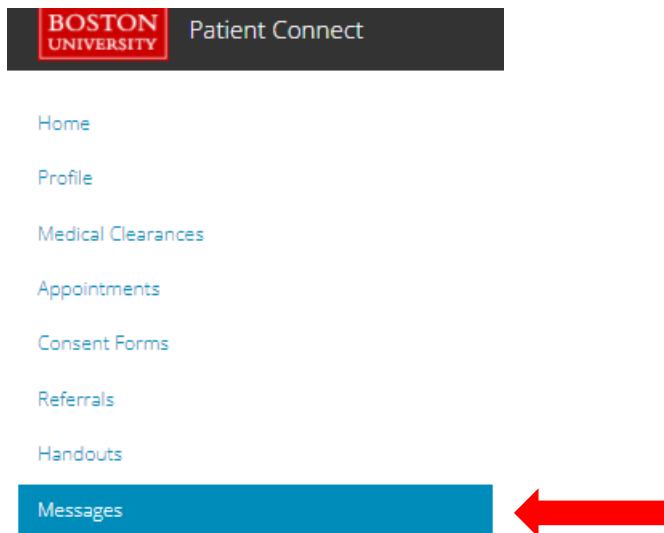 BOSTON
UNIVERSITY
Patient Connect
Home
Profile
Medical Clearances
Appointments
Consent Forms
Referrals
Handouts
Messages